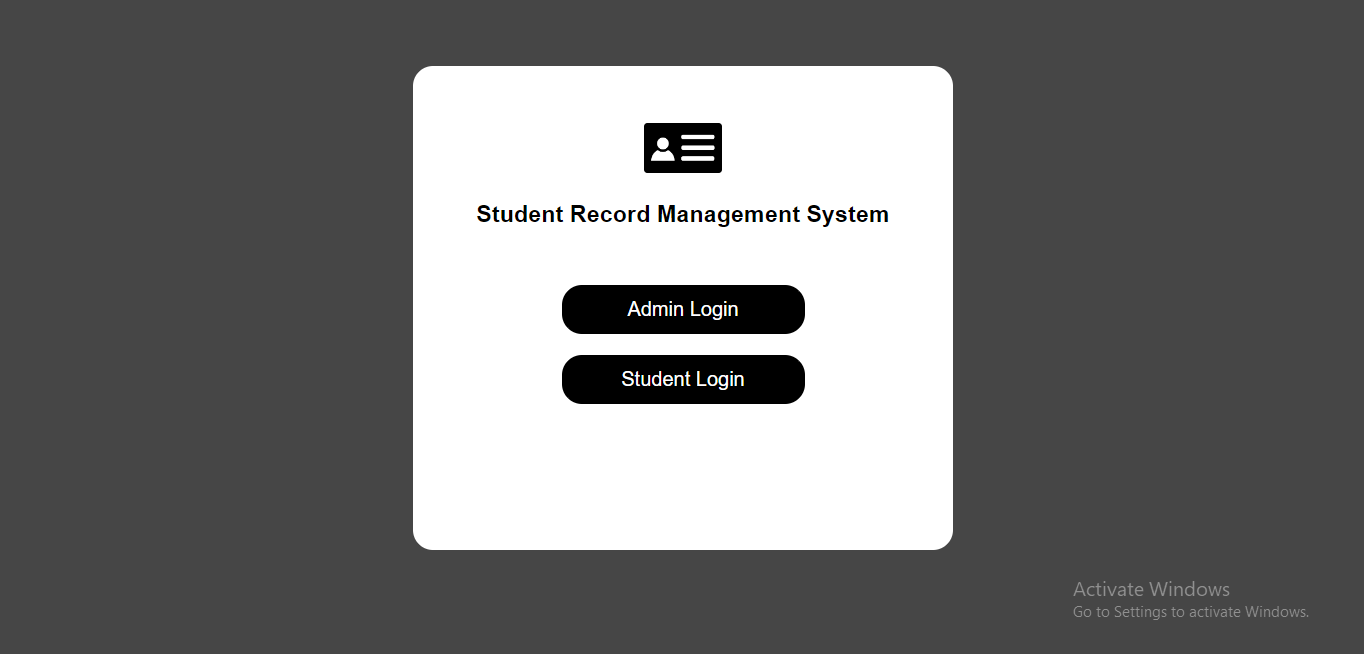 Student Record Management System
Admin Login
Student Login
Activate Windows
Go to Settings to activate Windows.